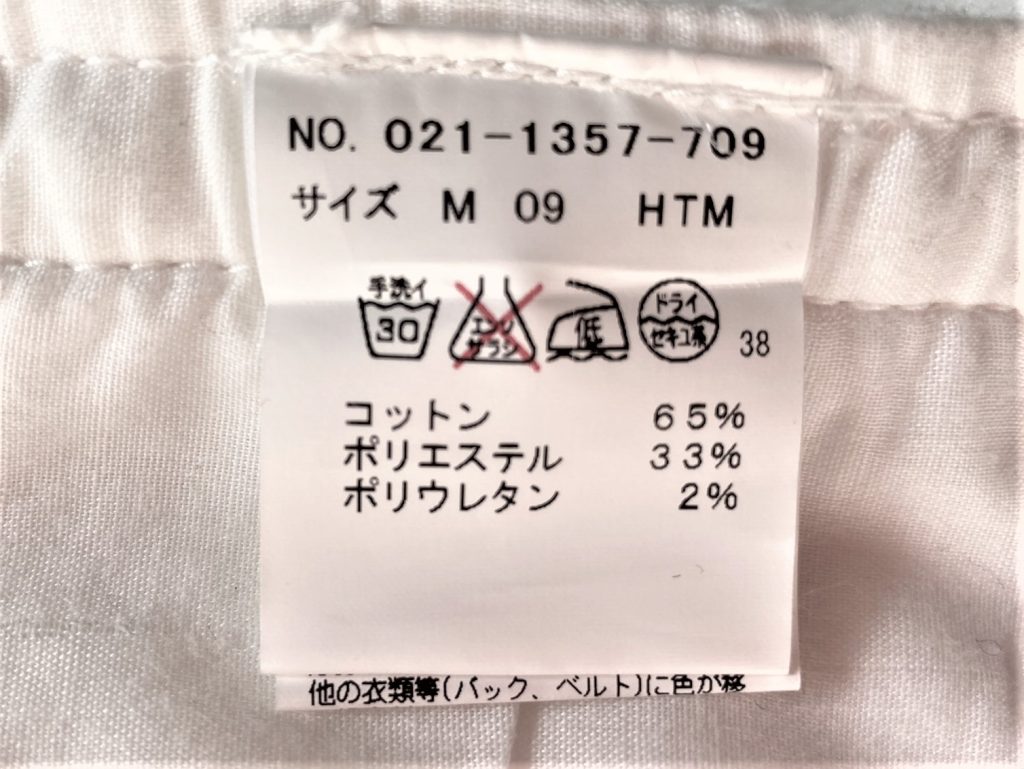 NO. 021-1357-709
サイズ M 09 HTM
手洗イ 30 エンソ サラシ 低 ドライ セキユ系 38
コットン 65%
ポリエステル 33%
ポリウレタン 2%
他の衣類等(バック、ベルト)に色が移